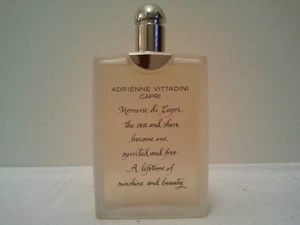 ADRIENNE VITTADINI
CAPRI
Memorie di Capri
the sea and shore
become one,
spirited and free.
A lifetime of
sunshine and beauty